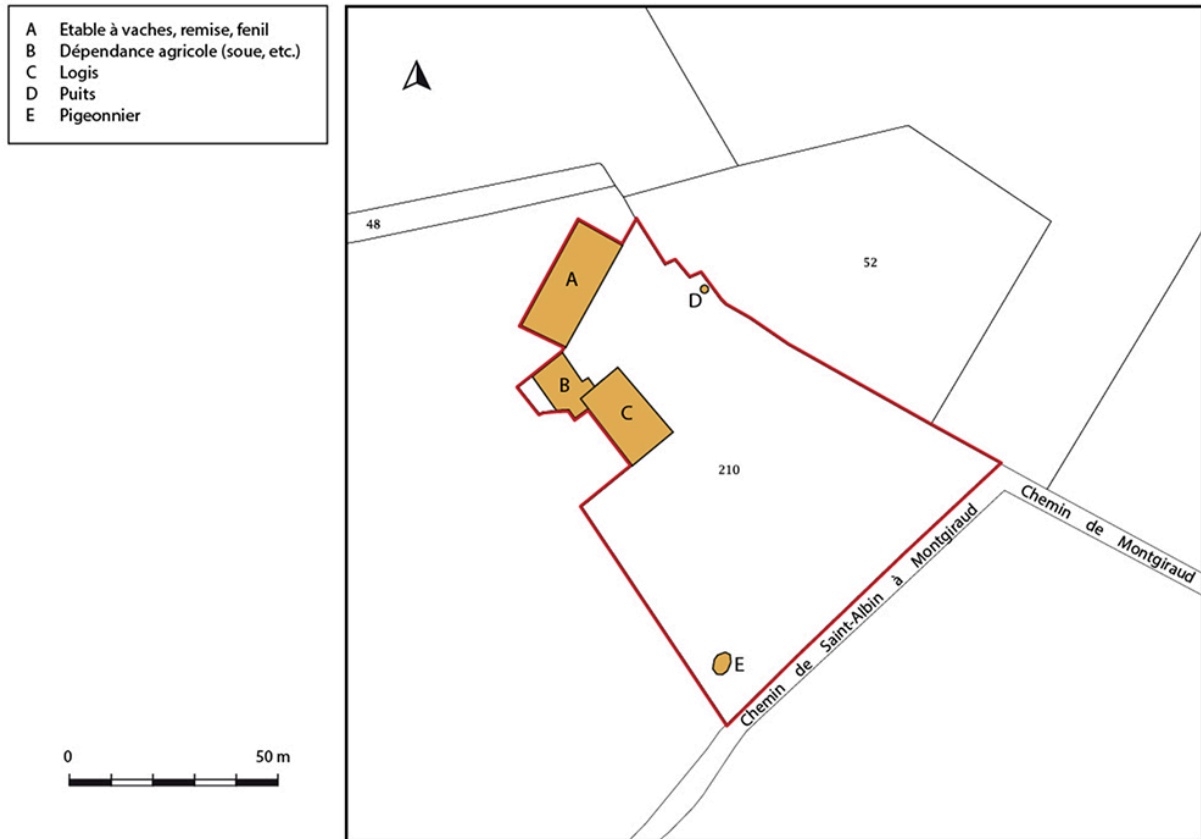 A Etable à vaches, remise, fenil
B Dépendance agricole (soue, etc.)
C Logis
D Puits
E Pigeonnier
48
52
A
D
B
C
210
Chemin de Montgiraud
Chemin de Saint-Albin à Montgiraud
E
0 50 m